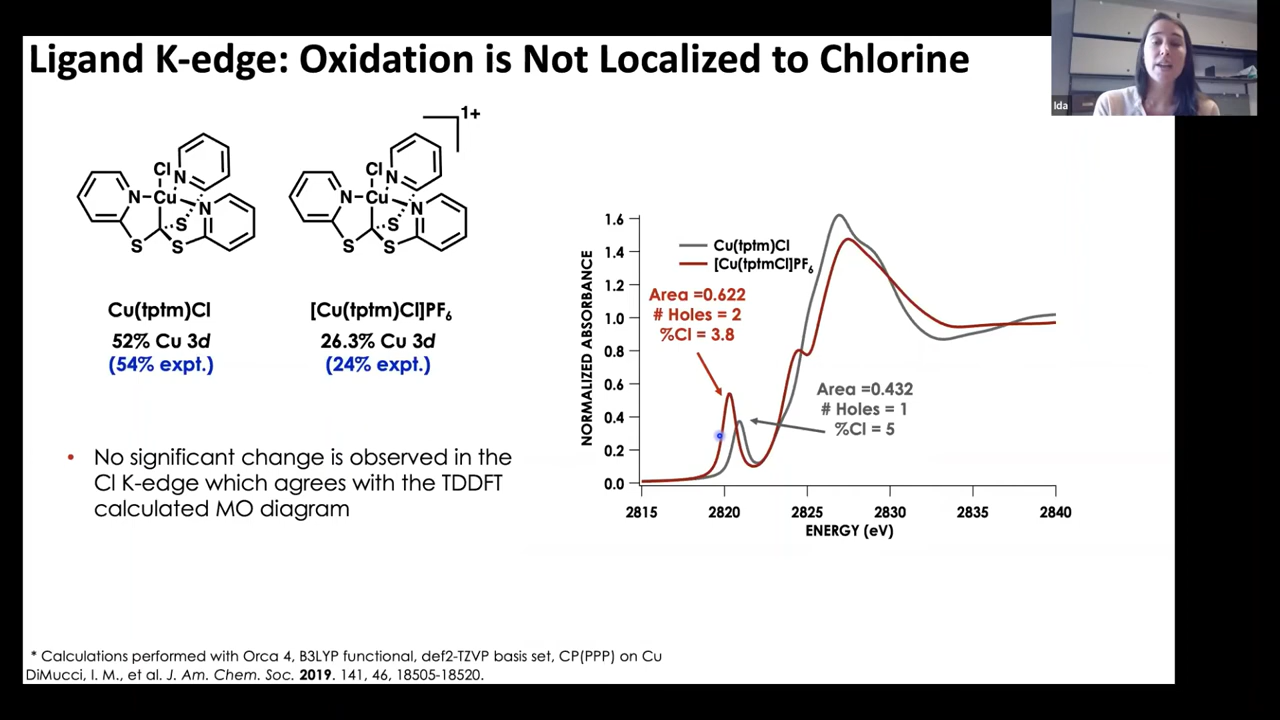 Ligand K-edge: Oxidation is Not Localized to Chlorine
Ida
1+
Cl
N
N
Cu
N
S
S
S
Cl
N
N
Cu
N
S
S
S
Cu(tptm)Cl
52% Cu 3d
(54% expt.)
[Cu(tptm)Cl]PF6
26.3% Cu 3d
(24% expt.)
• No significant change is observed in the
Cl K-edge which agrees with the TDDFT
calculated MO diagram
NORMALIZED ABSORBANCE
1.6
1.4
1.2
1.0
0.8
0.6
0.4
0.2
0.0
Cu(tptm)Cl
[Cu(tptmCl]PF6
Area =0.622
# Holes = 2
%Cl = 3.8
Area =0.432
# Holes = 1
%Cl = 5
2815 2820 2825 2830 2835 2840
ENERGY (eV)
* Calculations performed with Orca 4, B3LYP functional, def2-TZVP basis set, CP(PPP) on Cu
DiMucci, I. M., et al. J. Am. Chem. Soc. 2019. 141, 46, 18505-18520.